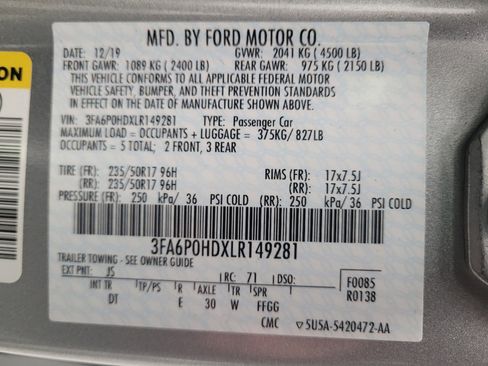 MFD. BY FORD MOTOR CO.
DATE: 12/19 GVWR: 2041 KG ( 4500 LB)
FRONT GAWR: 1089 KG ( 2400 LB) REAR GAWR: 975 KG ( 2150 LB)
THIS VEHICLE CONFORMS TO ALL APPLICABLE FEDERAL MOTOR
VEHICLE SAFETY, BUMPER, AND THEFT PREVENTION STANDARDS
IN EFFECT ON THE DATE OF MANUFACTURE SHOWN ABOVE.
VIN: 3FA6P0HDXLR149281 TYPE: Passenger Car
MAXIMUM LOAD = OCCUPANTS + LUGGAGE = 375KG/ 827LB
OCCUPANTS = 5 TOTAL; 2 FRONT, 3 REAR
TIRE (FR): 235/50R17 96H RIMS (FR): 17x7.5J
(RR): 235/50R17 96H (RR): 17x7.5J
PRESSURE (FR): 250 kPa/ 36 PSI COLD (RR): 250 kPa/ 36 PSI COLD
3FA6P0HDXLR149281
TRAILER TOWING - SEE OWNER GUIDE
EXT PNT: JS RC: 71 DSO: F0085
INT TR TP/PS R AXLE TR SPR R0138
DT E 30 W FFGG
CMC 5U5A-5420472-AA
ION